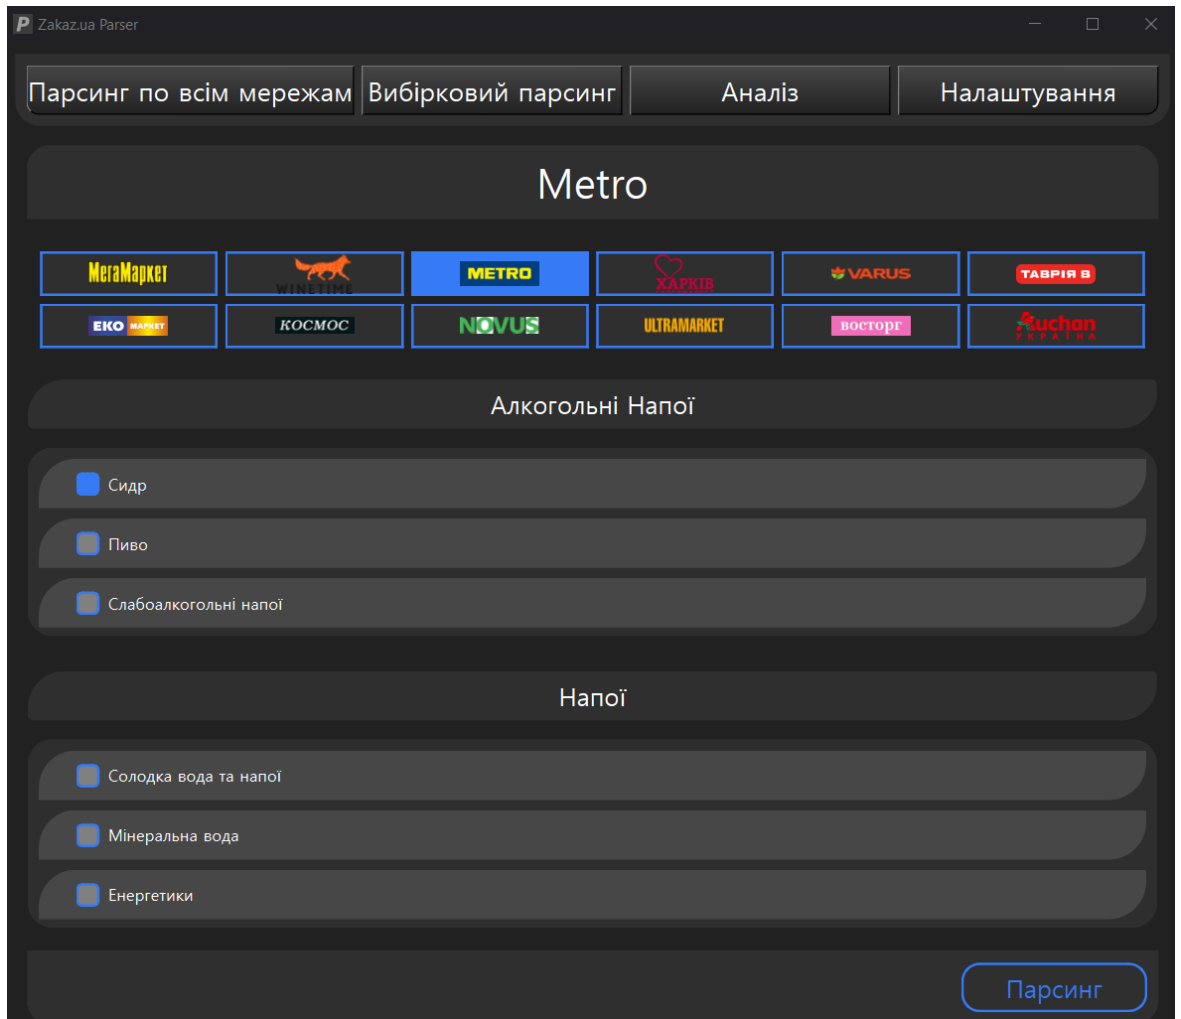 P Zakaz.ua Parser
Парсинг по всім мережам Вибірковий парсинг Аналіз Налаштування
Metro
МегаМаркет WINETIME METRO ХАРКІВ VARUS ТАВРІЯ В
ЕКО МАРКЕТ КОСМОС NOVUS ULTRAMARKET ВОСТОРГ Auchan УКРАЇНА
Алкогольні Напої
Сидр
Пиво
Слабоалкогольні напої
Напої
Солодка вода та напої
Мінеральна вода
Енергетики
Парсинг